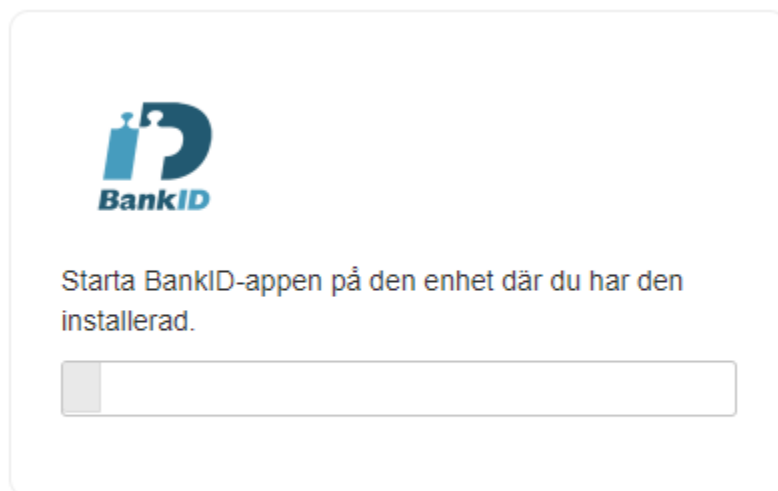 BankID
Starta BankID-appen på den enhet där du har den
installerad.